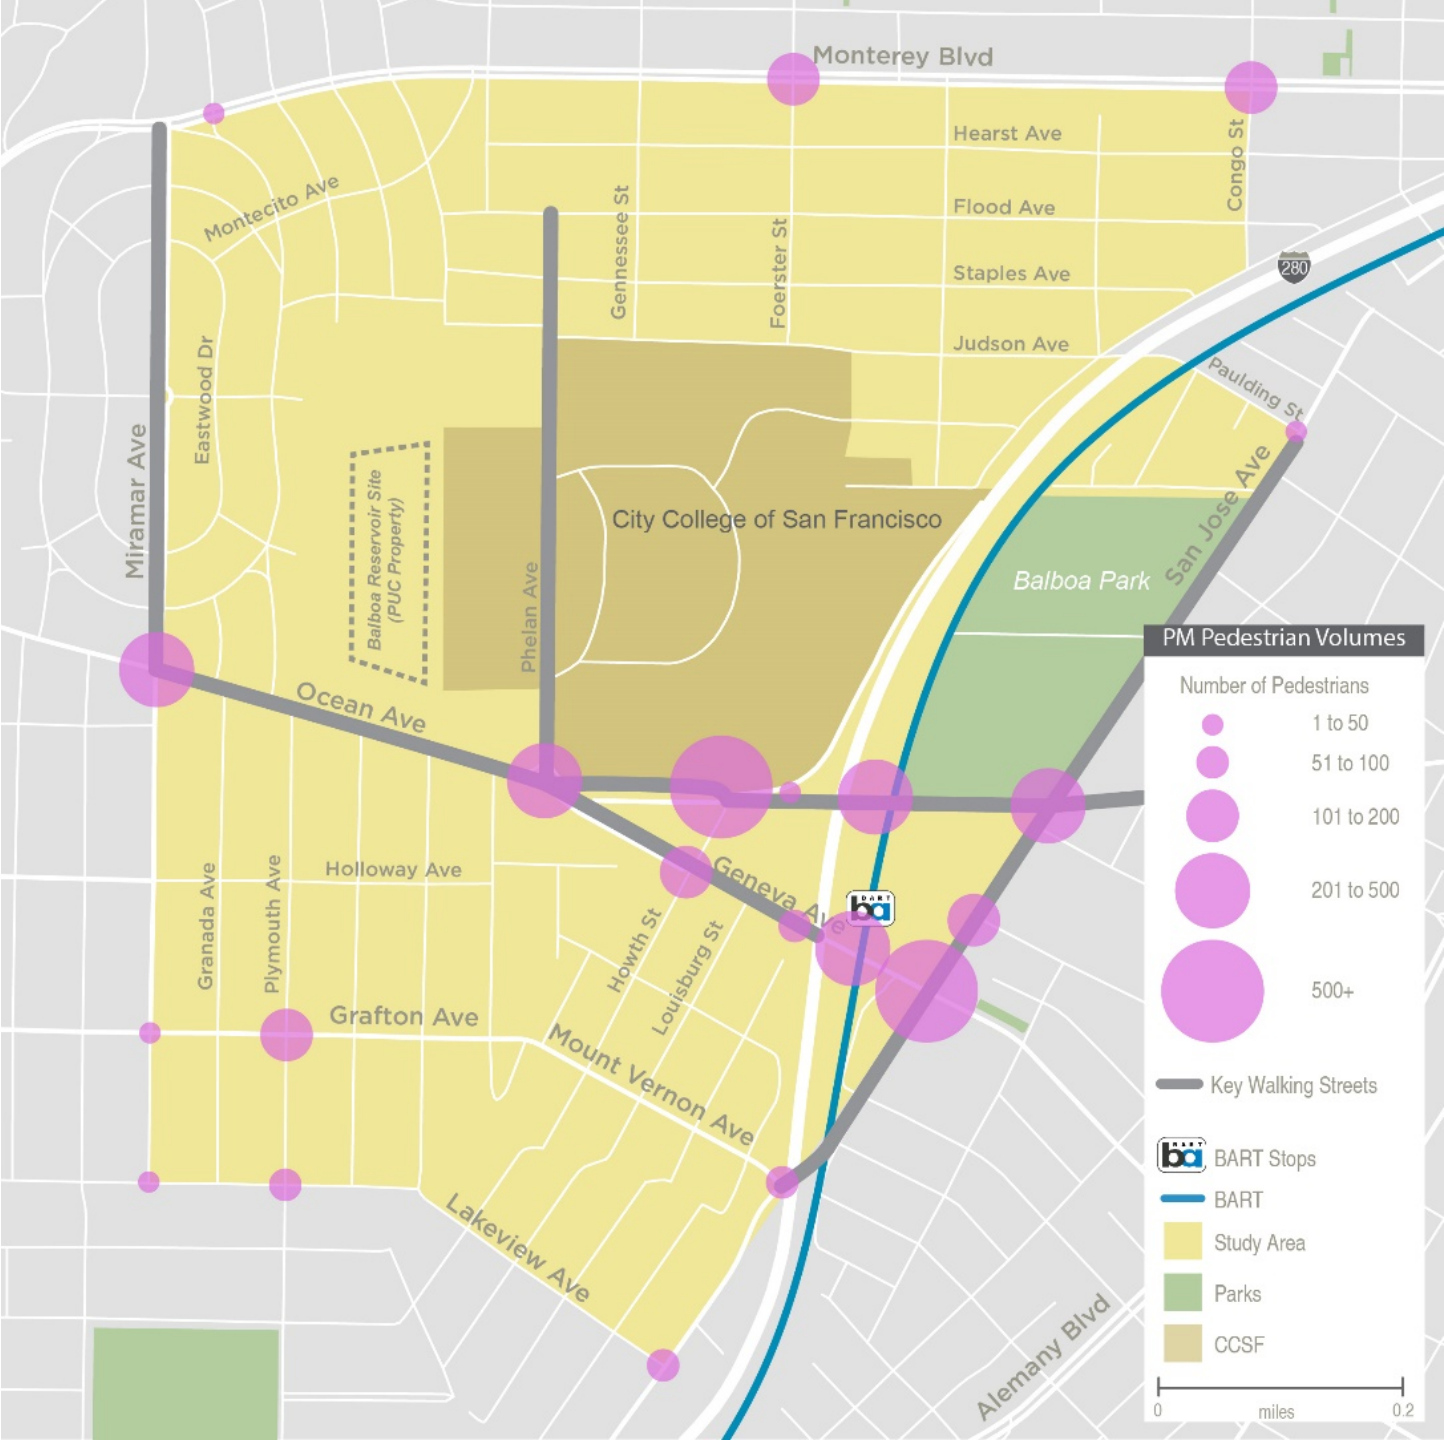 Monterey Blvd
Hearst Ave
Congo St
Montecito Ave
Gennessee St
Flood Ave
Foerster St
Staples Ave
280
Judson Ave
Eastwood Dr
Paulding St
Miramar Ave
Balboa Reservoir Site
(PUC Property)
San Jose Ave
City College of San Francisco
Balboa Park
Phelan Ave
Ocean Ave
Holloway Ave
Geneva Ave
BART
ba
Granada Ave
Plymouth Ave
Howth St
Louisburg St
Grafton Ave
Mount Vernon Ave
Lakeview Ave
Alemany Blvd
PM Pedestrian Volumes
Number of Pedestrians
1 to 50
51 to 100
101 to 200
201 to 500
500+
Key Walking Streets
BART
ba
BART Stops
BART
Study Area
Parks
CCSF
0
miles
0.2